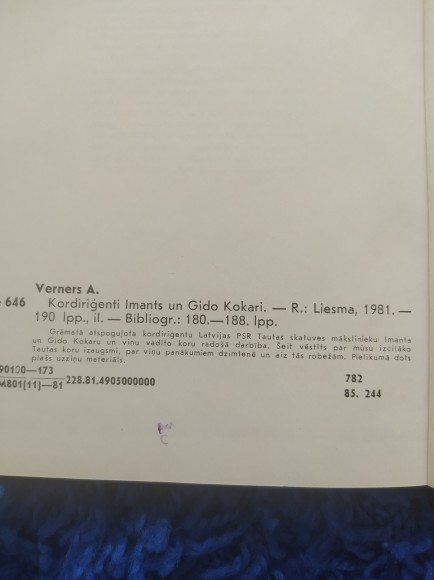 Verners A.
646 Kordiriģenti Imants un Gido Kokari. — R.: Liesma, 1981. —
190 lpp., il. — Bibliogr.: 180.—188. lpp.
Grāmatā atspoguļota kordiriģentu Latvijas PSR Tautas skatuves mākslinieku Imanta
un Gido Kokaru un viņu vadīto koru radošā darbība. Šeit vēstīts par mūsu izcilāko
Tautas koru izaugsmi, par viņu panākumiem dzimtenē un aiz tās robežām. Pielikumā dots
plašs uzziņu materiāls.
90100—173
M801(11)—81 228.81.4905000000 782
85. 244